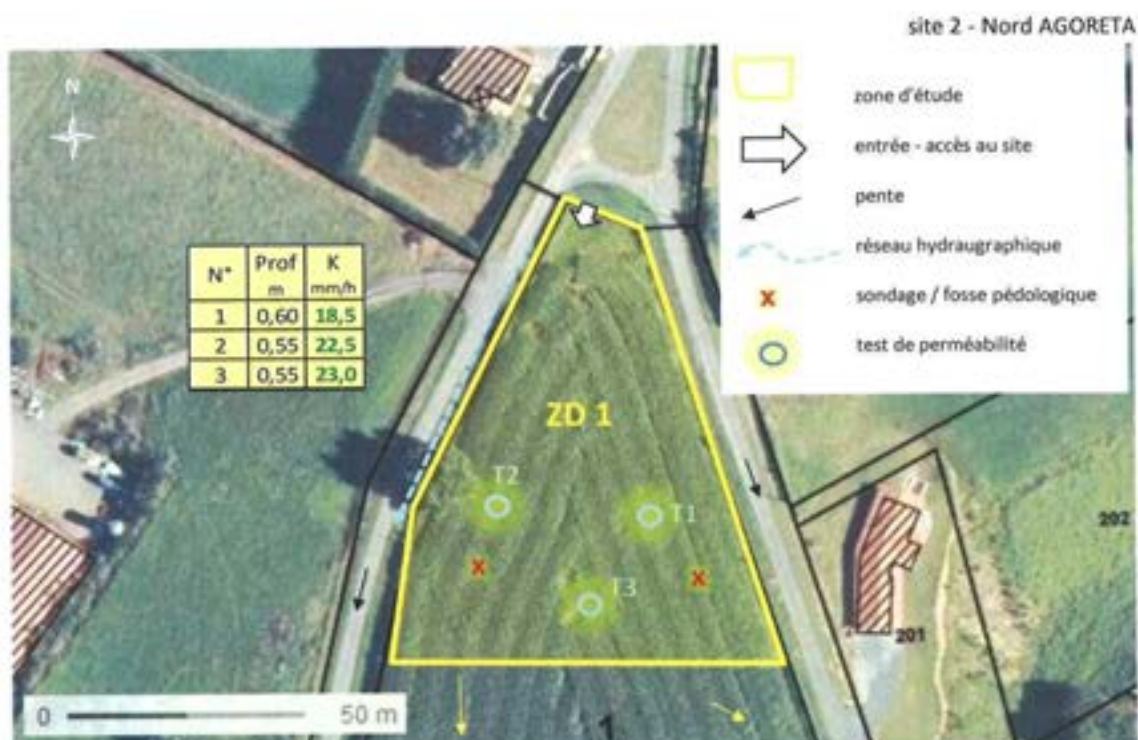 site 2 - Nord AGORETA
zone d'étude
entrée - accès au site
pente
réseau hydraugraphique
sondage / fosse pédologique
test de perméabilité
N
N° Prof m K mm/h
1 0,60 18,5
2 0,55 22,5
3 0,55 23,0
ZD 1
T2
T1
T3
202
201
0 50 m
1